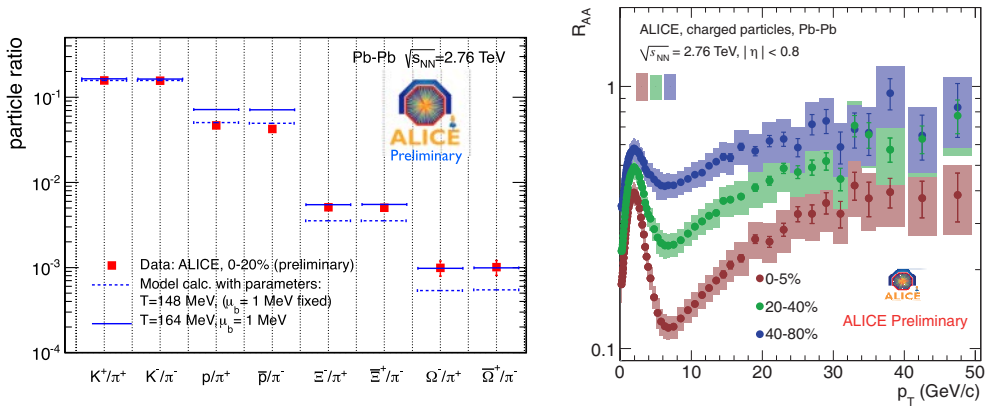 particle ratio
Pb-Pb √sNN=2.76 TeV
ALICE
Preliminary
10⁻¹
10⁻²
10⁻³
10⁻⁴
Data: ALICE, 0-20% (preliminary)
Model calc. with parameters:
T=148 MeV, (μb= 1 MeV fixed)
T=164 MeV, μb= 1 MeV
K⁺/π⁺ K⁻/π⁻ p/π⁺ p̅/π⁻ Ξ⁻/π⁺ Ξ̅⁺/π⁻ Ω⁻/π⁺ Ω̅⁺/π⁻
RAA
ALICE, charged particles, Pb-Pb
√sNN = 2.76 TeV, | η | < 0.8
1
0.1
0-5%
20-40%
40-80%
ALICE
ALICE Preliminary
0 10 20 30 40 50
pT (GeV/c)